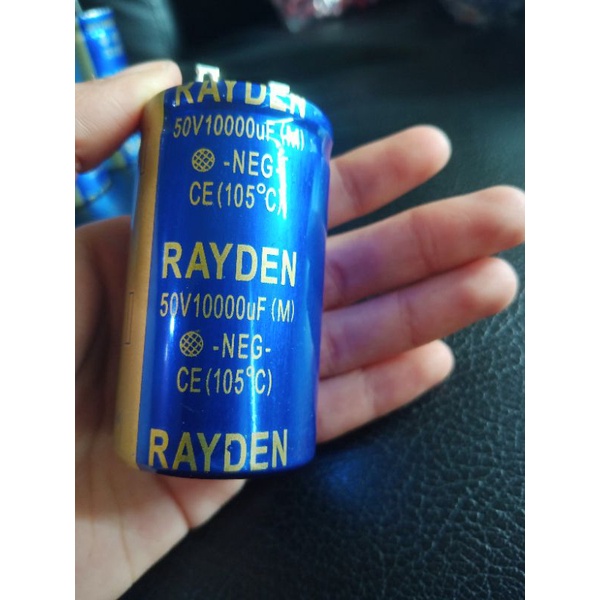 RAYDEN
50V10000uF (M)
-NEG-
CE(105°C)
RAYDEN
50V10000uF (M)
-NEG-
CE(105°C)
RAYDEN